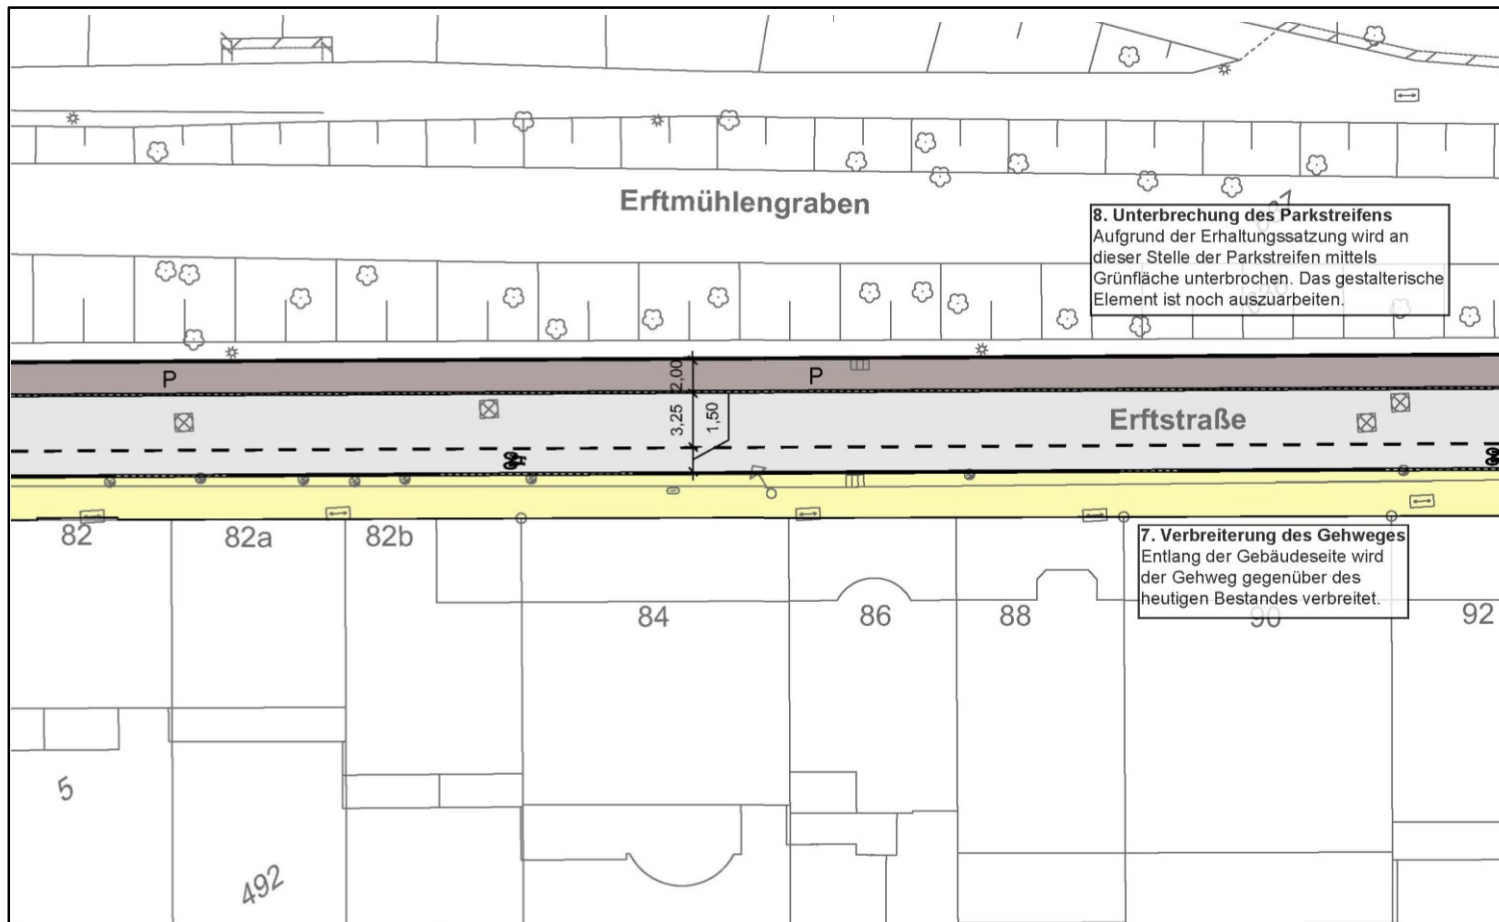 Erftmühlengraben
637
8. Unterbrechung des Parkstreifens
Aufgrund der Erhaltungssatzung wird an
dieser Stelle der Parkstreifen mittels
Grünfläche unterbrochen. Das gestalterische
Element ist noch auszuarbeiten.
P
2,00
P
3,25
1,50
Erftstraße
82
82a
82b
7. Verbreiterung des Gehweges
Entlang der Gebäudeseite wird
der Gehweg gegenüber des
heutigen Bestandes verbreitet.
84
86
88
90
92
5
492